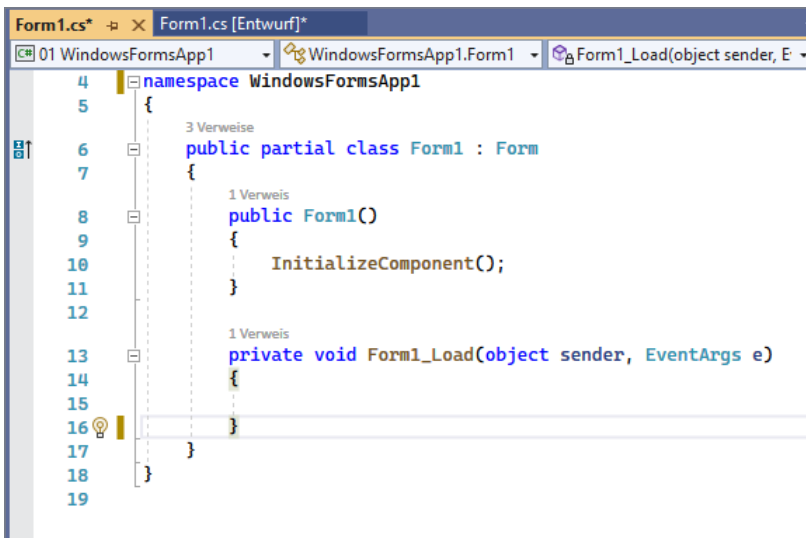 Form1.cs* Form1.cs [Entwurf]*
C# 01 WindowsFormsApp1 WindowsFormsApp1.Form1 Form1_Load(object sender, E
4 namespace WindowsFormsApp1
5 {
3 Verweise
6 public partial class Form1 : Form
7 {
1 Verweis
8 public Form1()
9 {
10 InitializeComponent();
11 }
12
1 Verweis
13 private void Form1_Load(object sender, EventArgs e)
14 {
15
16 }
17 }
18 }
19